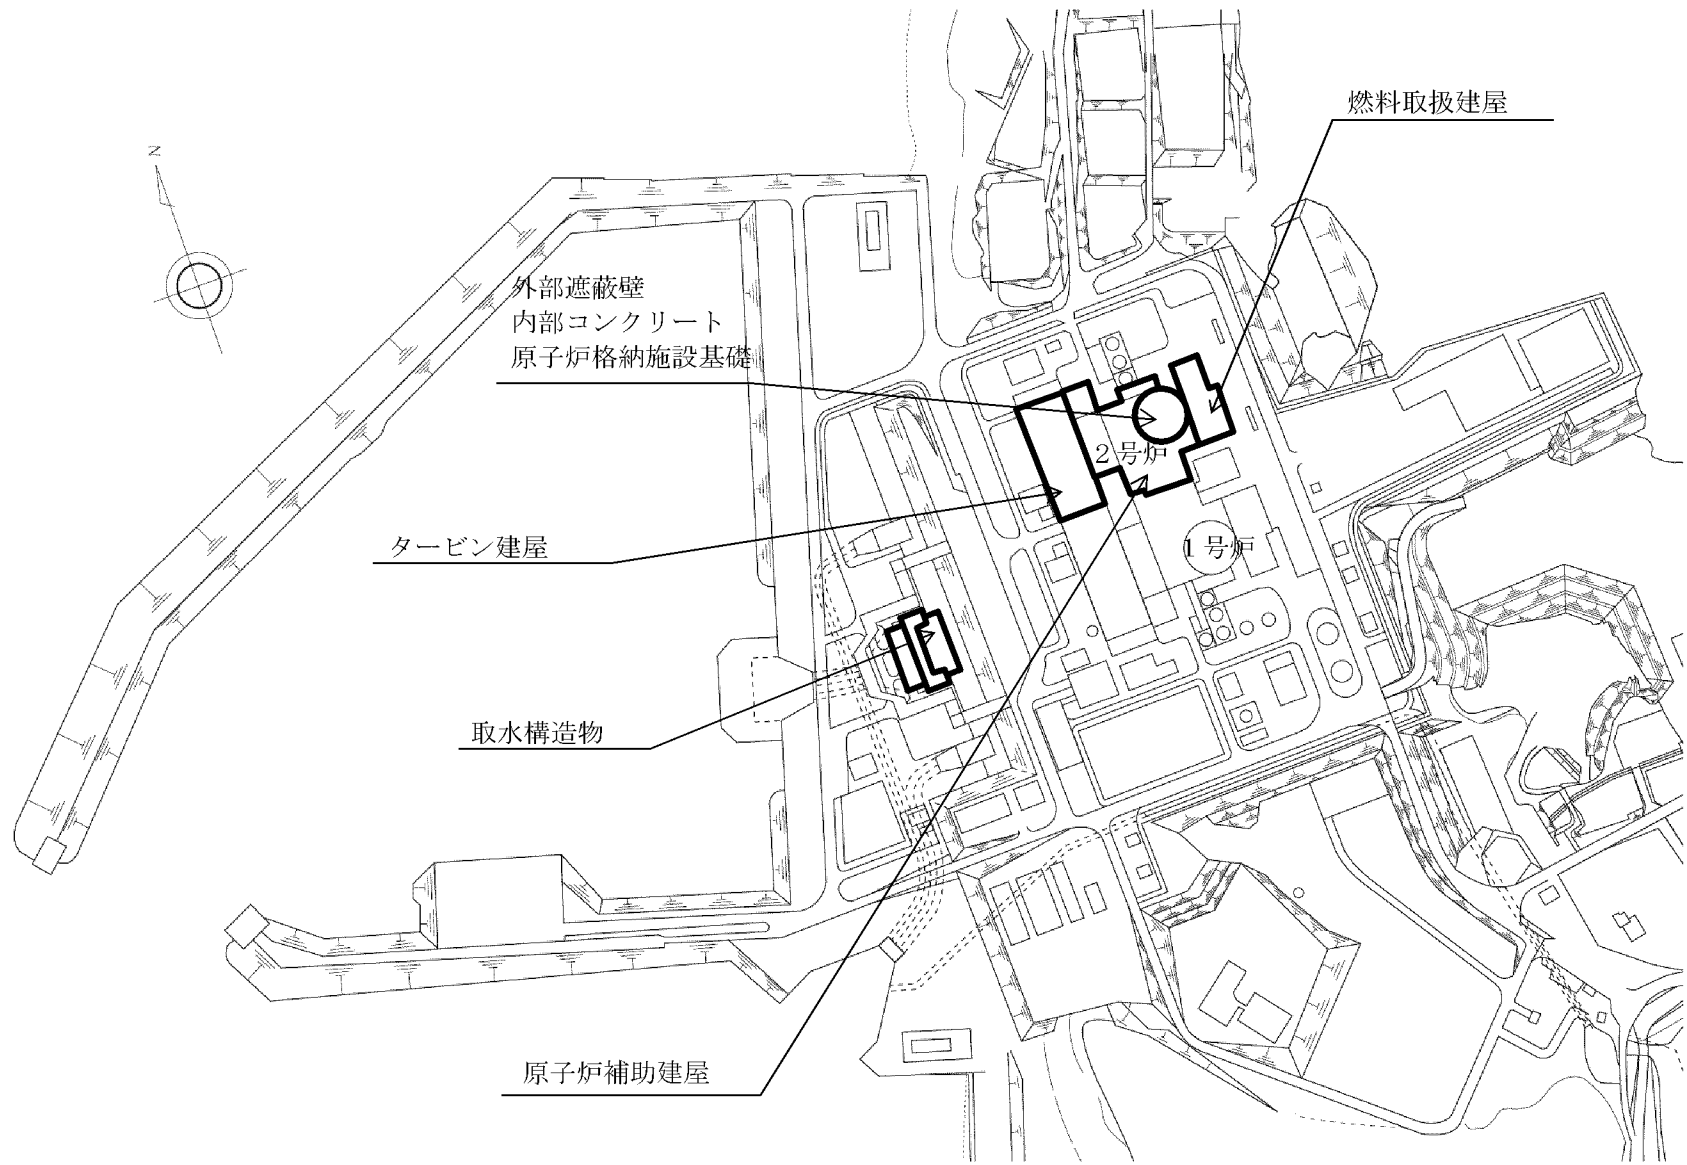 燃料取扱建屋
N
外部遮蔽壁
内部コンクリート
原子炉格納施設基礎
2号炉
タービン建屋
1号炉
取水構造物
原子炉補助建屋